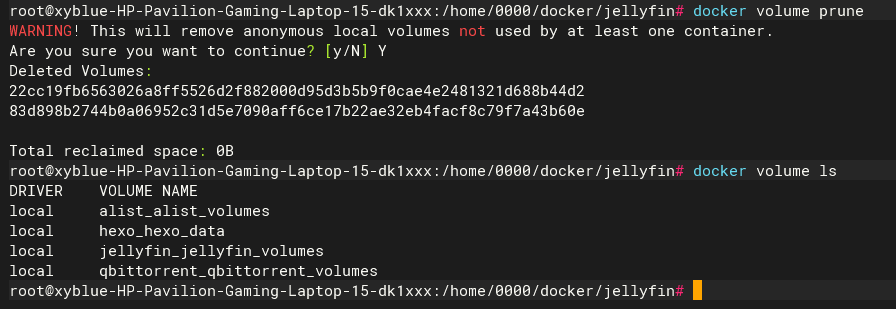 root@xyblue-HP-Pavilion-Gaming-Laptop-15-dk1xxx:/home/0000/docker/jellyfin# docker volume prune
WARNING! This will remove anonymous local volumes not used by at least one container.
Are you sure you want to continue? [y/N] Y
Deleted Volumes:
22cc19fb6563026a8ff5526d2f882000d95d3b5b9f0cae4e2481321d688b44d2
83d898b2744b0a06952c31d5e7090aff6ce17b22ae32eb4facf8c79f7a43b60e
Total reclaimed space: 0B
root@xyblue-HP-Pavilion-Gaming-Laptop-15-dk1xxx:/home/0000/docker/jellyfin# docker volume ls
DRIVER    VOLUME NAME
local     alist_alist_volumes
local     hexo_hexo_data
local     jellyfin_jellyfin_volumes
local     qbittorrent_qbittorrent_volumes
root@xyblue-HP-Pavilion-Gaming-Laptop-15-dk1xxx:/home/0000/docker/jellyfin#